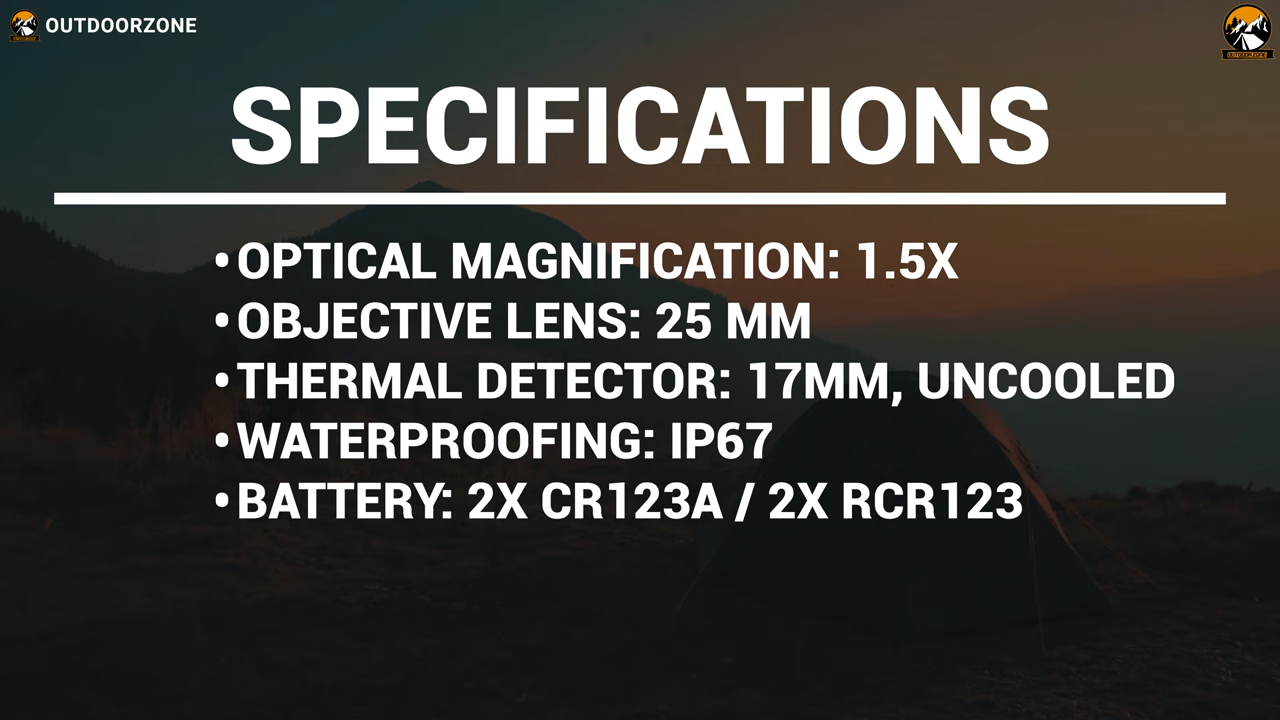 OUTDOORZONE
OUTDOORZONE
SPECIFICATIONS
• OPTICAL MAGNIFICATION: 1.5X
• OBJECTIVE LENS: 25 MM
• THERMAL DETECTOR: 17MM, UNCOOLED
• WATERPROOFING: IP67
• BATTERY: 2X CR123A / 2X RCR123